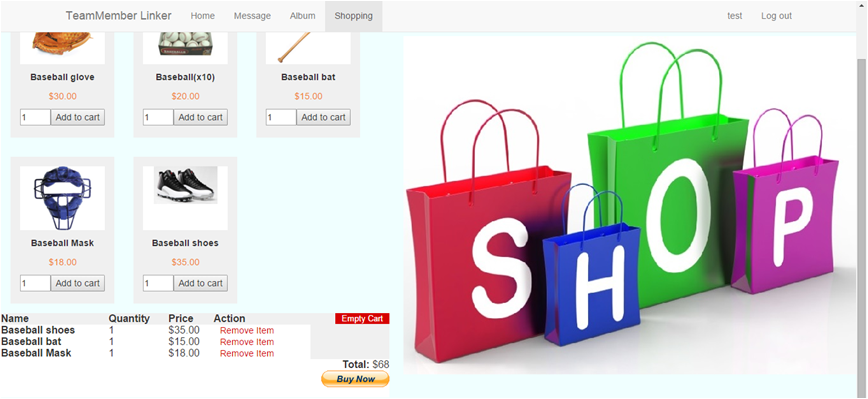 TeamMember Linker Home Message Album Shopping test Log out
Baseball glove Baseball(x10) Baseball bat
$30.00 $20.00 $15.00
1 Add to cart 1 Add to cart 1 Add to cart
Baseball Mask Baseball shoes
$18.00 $35.00
1 Add to cart 1 Add to cart
Name Quantity Price Action Empty Cart
Baseball shoes 1 $35.00 Remove Item
Baseball bat 1 $15.00 Remove Item
Baseball Mask 1 $18.00 Remove Item
Total: $68
Buy Now
SHOP